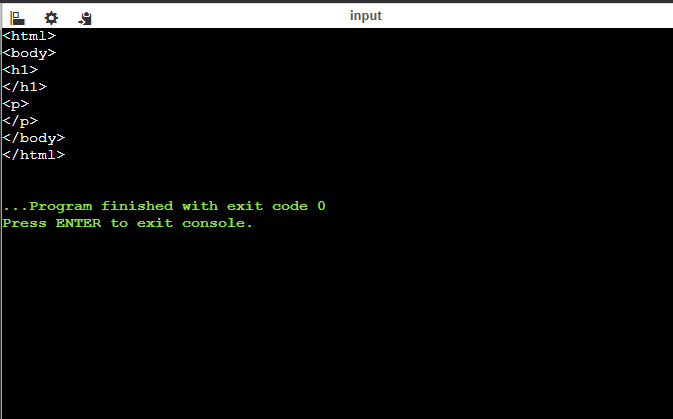 input
<html>
<body>
<h1>
</h1>
<p>
</p>
</body>
</html>
...Program finished with exit code 0
Press ENTER to exit console.